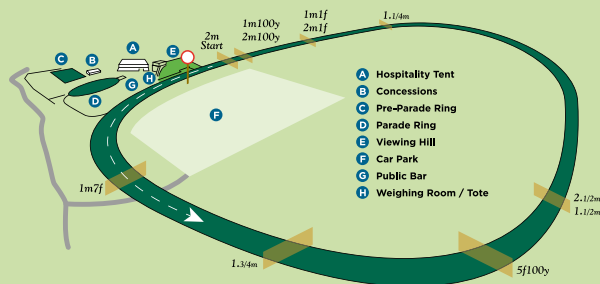 2m
Start
1m100y
2m100y
1m1f
2m1f
1.1/4m
A
B
C
D
E
F
G
H
1m7f
1.3/4m
5f100y
2.1/2m
1.1/2m
A Hospitality Tent
B Concessions
C Pre-Parade Ring
D Parade Ring
E Viewing Hill
F Car Park
G Public Bar
H Weighing Room / Tote